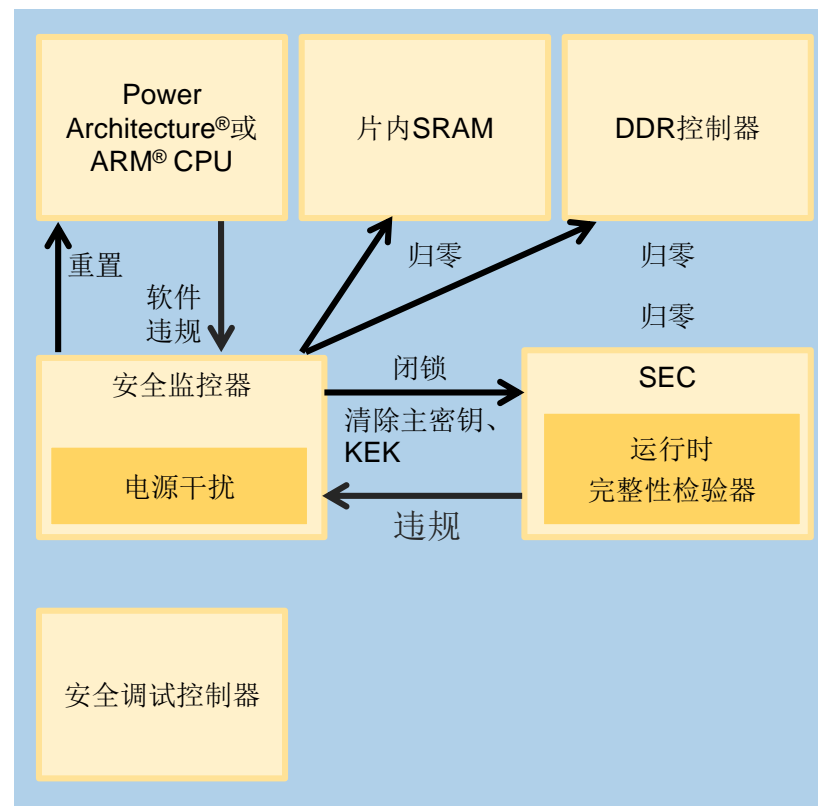 Power
Architecture®或
ARM® CPU
片内SRAM
DDR控制器
重置
软件
违规
归零
归零
归零
安全监控器
电源干扰
闭锁
清除主密钥、
KEK
违规
SEC
运行时
完整性检验器
安全调试控制器